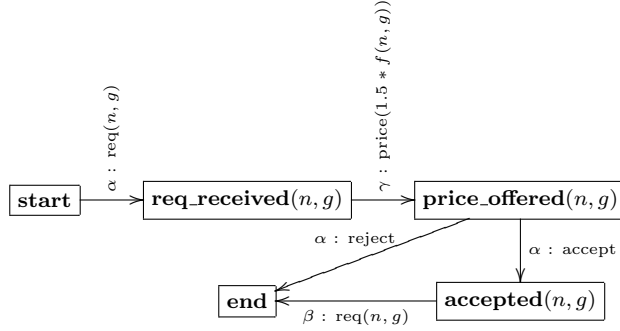 α : req(n, g)
γ : price(1.5 * f(n, g))
start
req_received(n, g)
price_offered(n, g)
α : reject
α : accept
end
β : req(n, g)
accepted(n, g)